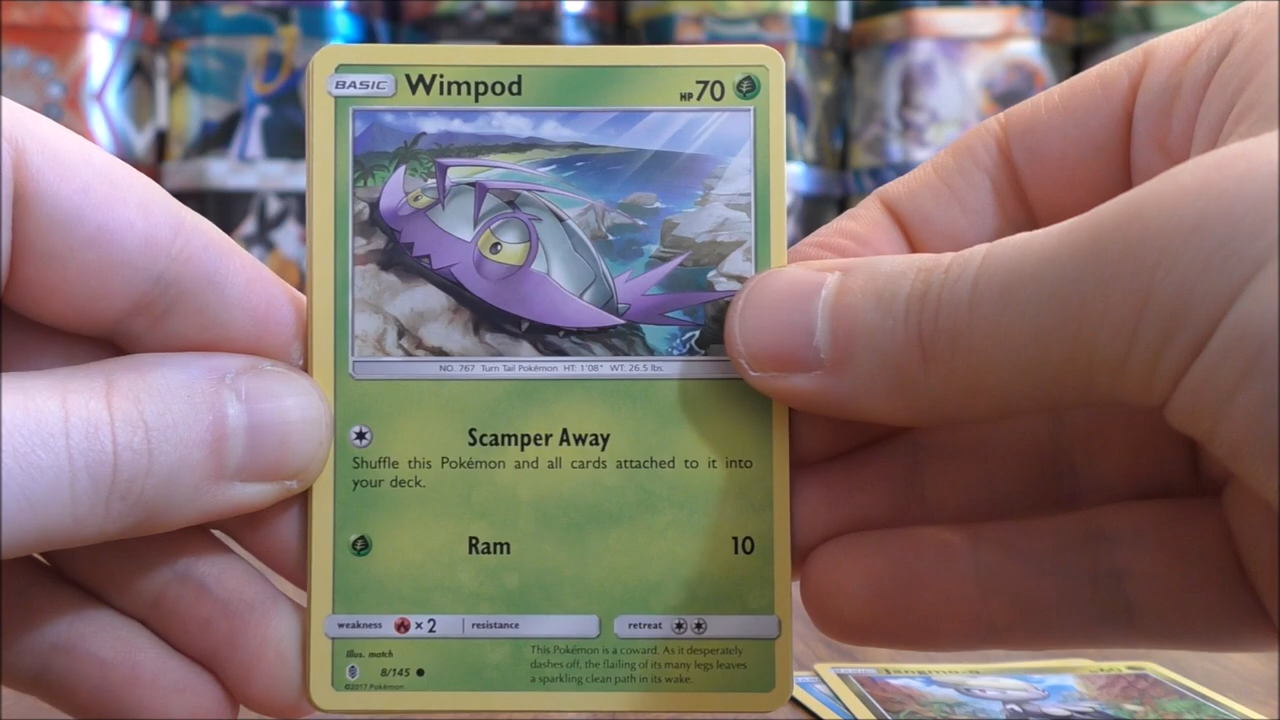 BASIC Wimpod HP 70
NO. 767 Turn Tail Pokémon HT: 1'08" WT: 26.5 lbs.
Scamper Away
Shuffle this Pokémon and all cards attached to it into
your deck.
Ram 10
weakness ×2 resistance retreat
Illus. match
8/145
©2017 Pokémon
This Pokémon is a coward. As it desperately
dashes off, the flailing of its many legs leaves
a sparkling clean path in its wake.
Jangmo-o